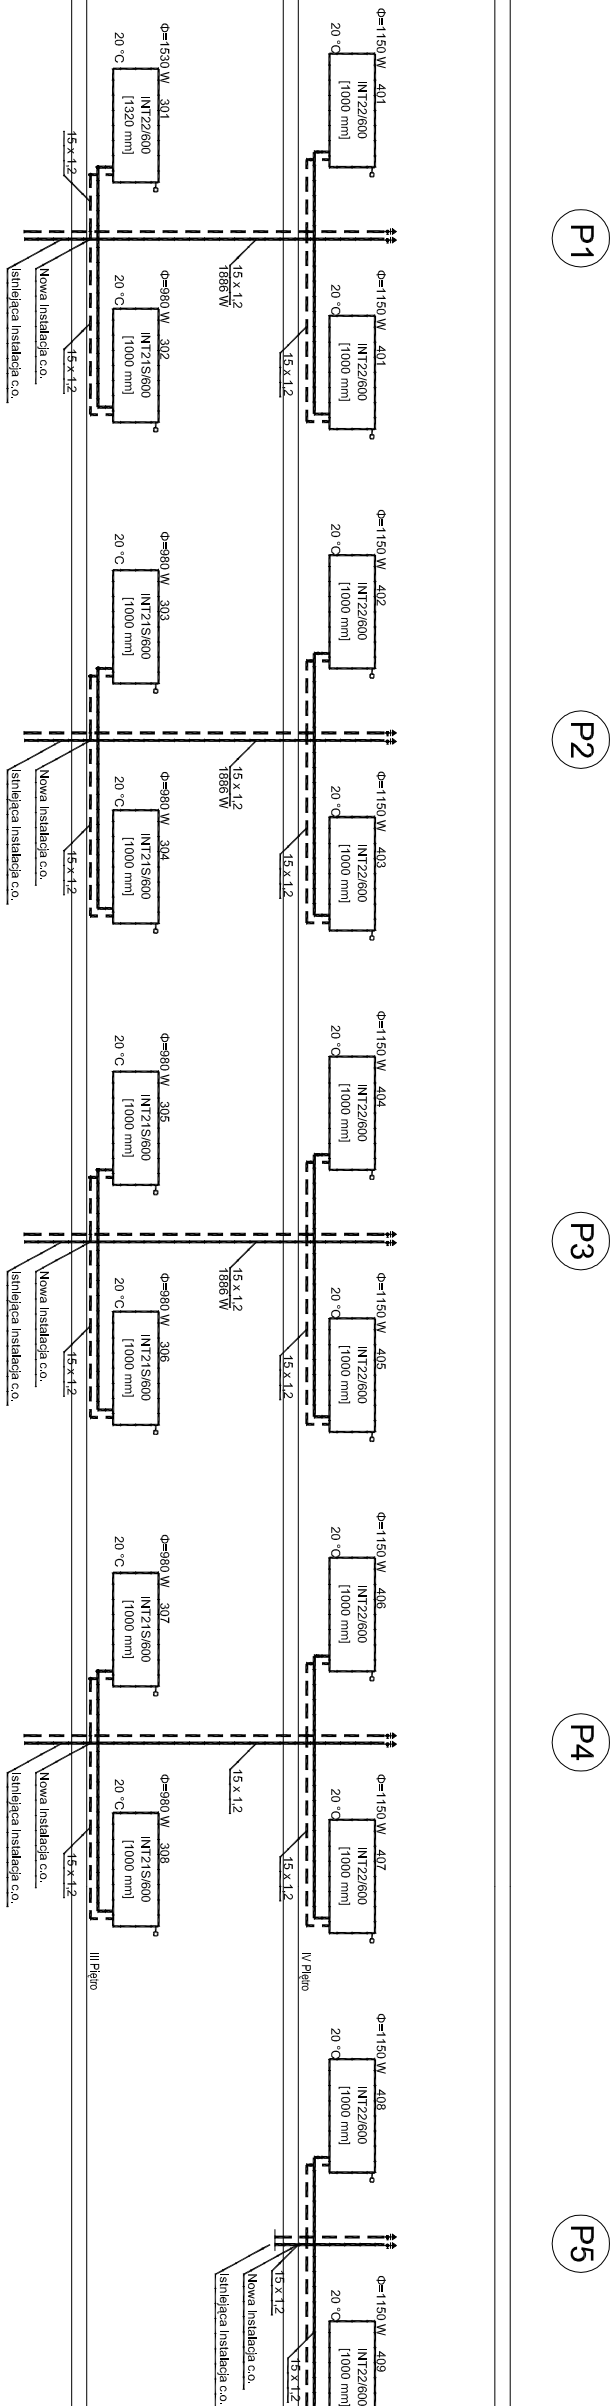 P1
P2
P3
P4
P5
Φ=1150 W 401
INT22/600
[1000 mm]
20 °C
Φ=1150 W 401
INT22/600
[1000 mm]
20 °C
15 x 1,2
Φ=1150 W 402
INT22/600
[1000 mm]
20 °C
Φ=1150 W 403
INT22/600
[1000 mm]
20 °C
15 x 1,2
Φ=1150 W 404
INT22/600
[1000 mm]
20 °C
Φ=1150 W 405
INT22/600
[1000 mm]
20 °C
15 x 1,2
Φ=1150 W 406
INT22/600
[1000 mm]
20 °C
Φ=1150 W 407
INT22/600
[1000 mm]
20 °C
15 x 1,2
IV Piętro
Φ=1150 W 408
INT22/600
[1000 mm]
20 °C
Φ=1150 W 409
INT22/600
[1000 mm]
20 °C
15 x 1,2
15 x 1,2
Nowa Instalacja c.o.
Istniejąca Instalacja c.o.
15 x 1,2
1886 W
15 x 1,2
1886 W
15 x 1,2
1886 W
15 x 1,2
Φ=1530 W 301
INT22/600
[1320 mm]
20 °C
15 x 1,2
Φ=980 W 302
INT21S/600
[1000 mm]
20 °C
15 x 1,2
Nowa Instalacja c.o.
Istniejąca Instalacja c.o.
Φ=980 W 303
INT21S/600
[1000 mm]
20 °C
Φ=980 W 304
INT21S/600
[1000 mm]
20 °C
15 x 1,2
Nowa Instalacja c.o.
Istniejąca Instalacja c.o.
Φ=980 W 305
INT21S/600
[1000 mm]
20 °C
Φ=980 W 306
INT21S/600
[1000 mm]
20 °C
15 x 1,2
Nowa Instalacja c.o.
Istniejąca Instalacja c.o.
Φ=980 W 307
INT21S/600
[1000 mm]
20 °C
Φ=980 W 308
INT21S/600
[1000 mm]
20 °C
15 x 1,2
Nowa Instalacja c.o.
Istniejąca Instalacja c.o.
III Piętro